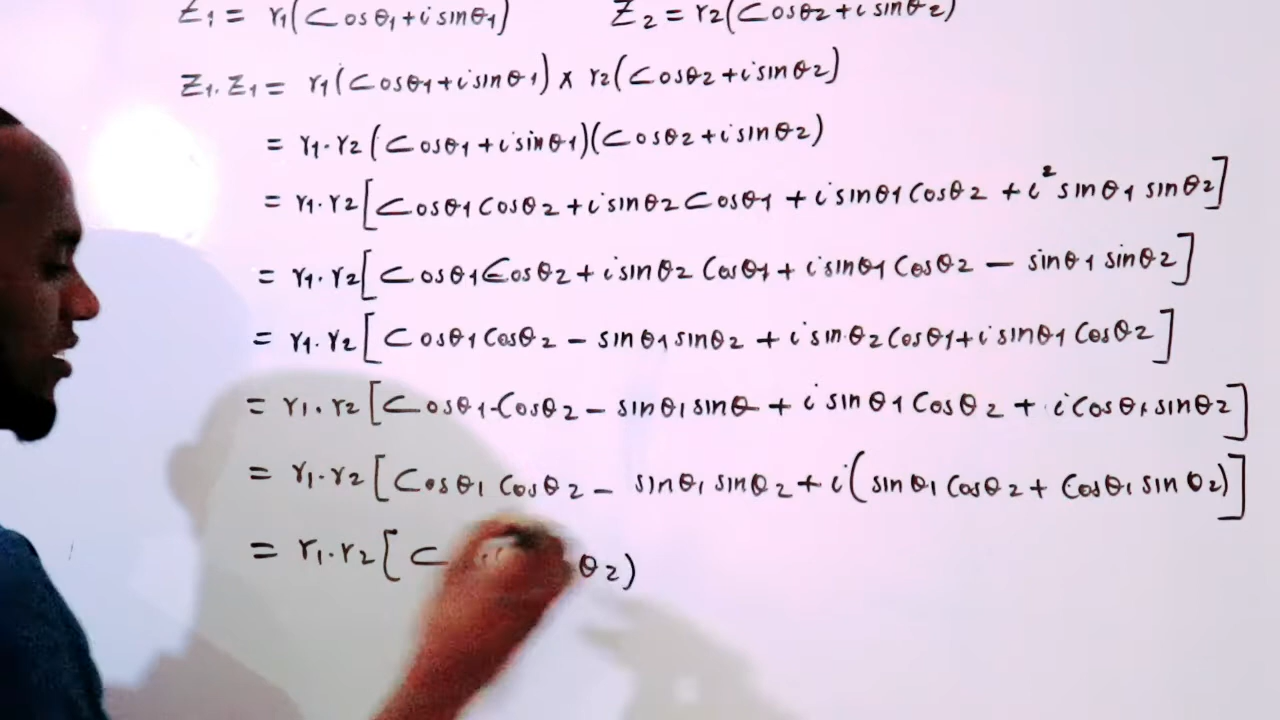 Z1 = r1(Cosθ1+i sinθ1) Z2 = r2(Cosθ2+i sinθ2)
Z1. Z1 = r1(Cosθ1+i sinθ1) x r2(Cosθ2+i sinθ2)
= r1.r2(Cosθ1+i sinθ1)(Cosθ2+i sinθ2)
= r1.r2[Cosθ1 Cosθ2+i sinθ2 Cosθ1 + i sinθ1 Cosθ2 + i² sinθ1 sinθ2]
= r1.r2[Cosθ1 Cosθ2+ i sinθ2 Cosθ1+ i sinθ1 Cosθ2 - sinθ1 sinθ2]
= r1.r2[Cosθ1 Cosθ2 - sinθ1 sinθ2 + i sinθ2 Cosθ1+i sinθ1 Cosθ2]
= r1.r2[Cosθ1.Cosθ2 - sinθ1 sinθ + i sinθ1 Cosθ2 + i Cosθ1 sinθ2]
= r1.r2[Cosθ1 Cosθ2 - sinθ1 sinθ2 + i(sinθ1 Cosθ2+ Cosθ1 sinθ2)]
= r1.r2[C θ2)